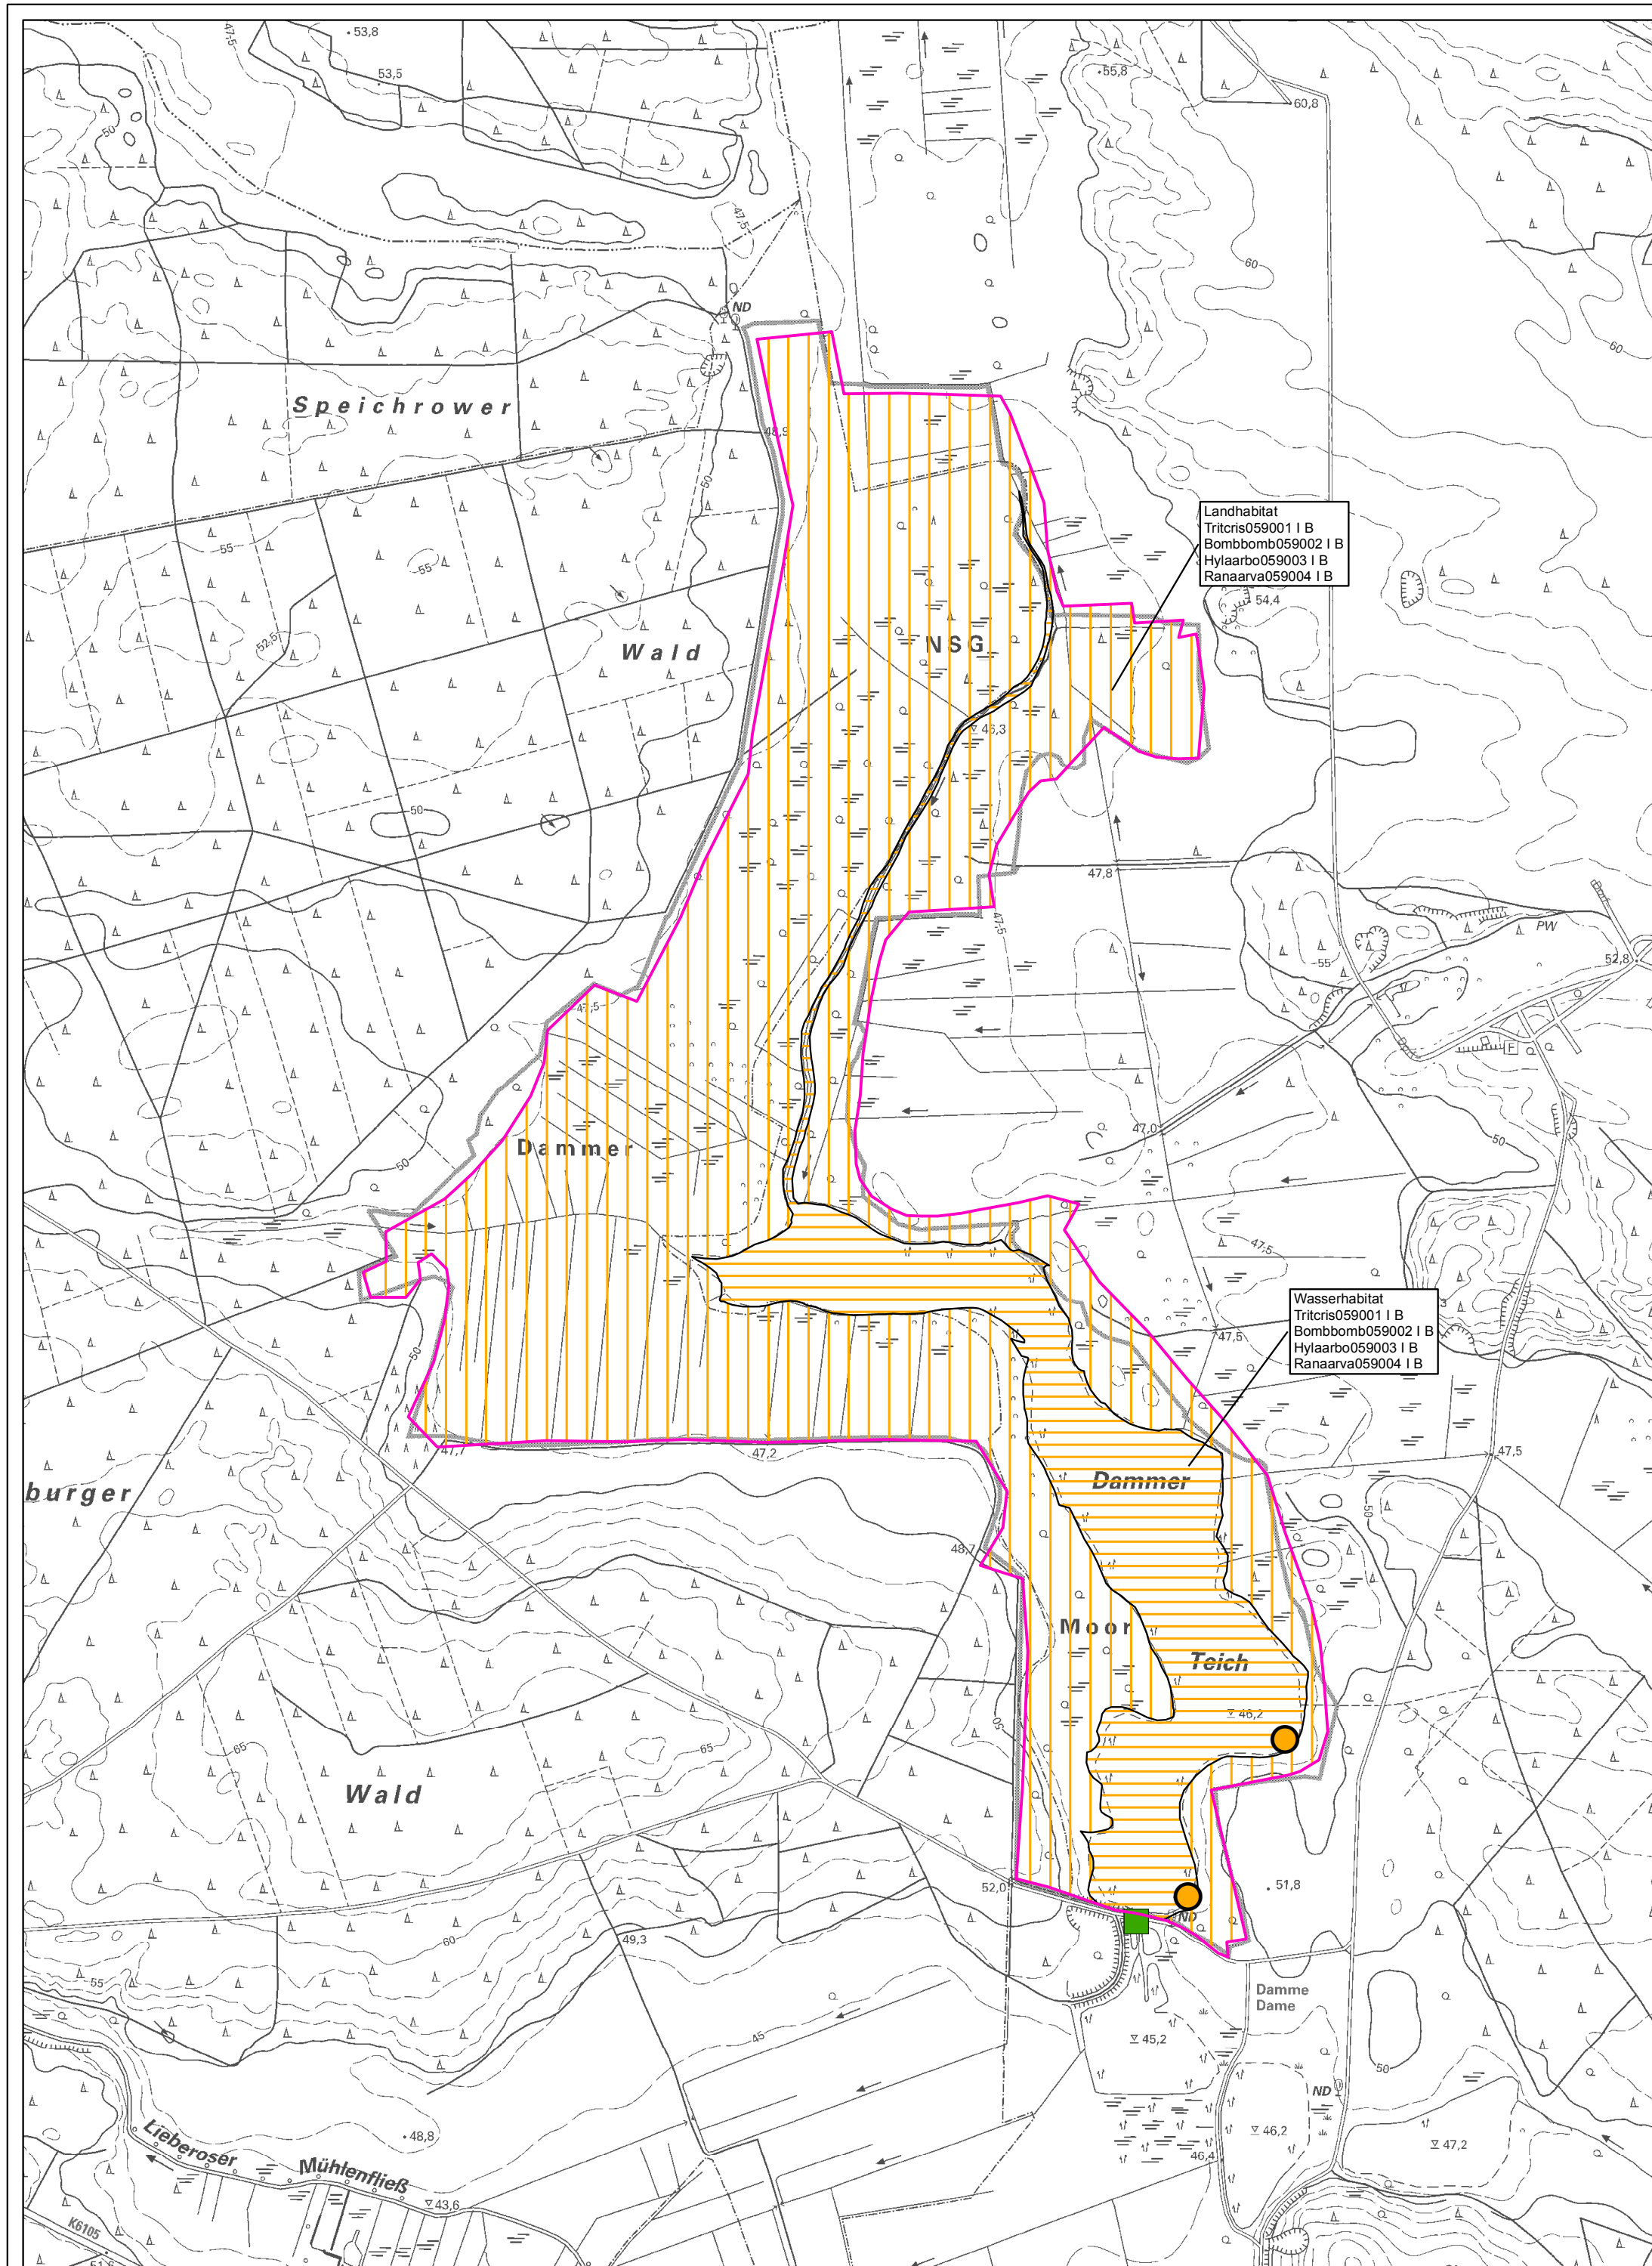 47,5
53,8
53,5
55,8
60,8
50
47,5
60
60
ND
Speichrower
48,9
50
Landhabitat
Tritcris059001 I B
Bombbomb059002 I B
Hylaarbo059003 I B
Ranaarva059004 I B
55
55
54,4
52,5
Wald
NSG
46,3
50
47,8
47,5
PW
55
52,8
Dorf
47,5
F
Dammer
47,0
50
50
47,5
Wasserhabitat
Tritcris059001 I B
Bombbomb059002 I B
Hylaarbo059003 I B
Ranaarva059004 I B
50
47,5
47,7
47,2
47,5
burger
Dammer
50
48,7
Moor
Teich
46,2
50
65
65
Wald
52,0
51,8
ND
60
49,3
55
Damme
Dame
45
45,2
50
ND
Lieberoser
Mühlenfließ
48,8
46,2
47,2
46,4
43,6
K6105